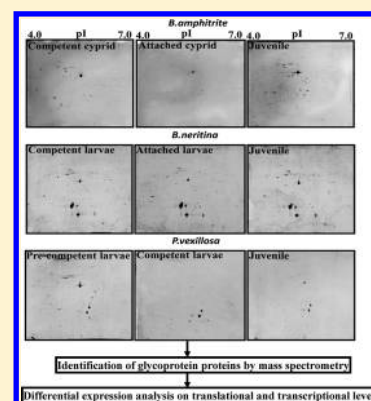 B.amphitrite
4.0 pI 7.0 4.0 pI 7.0 4.0 pI 7.0
Competent cyprid Attached cyprid Juvenile
B.neritina
Competent larvae Attached larvae Juvenile
P.vexillosa
Pre-competent larvae Competent larvae Juvenile
Identification of glycoprotein proteins by mass spectrometry
Differential expression analysis on translational and transcriptional level